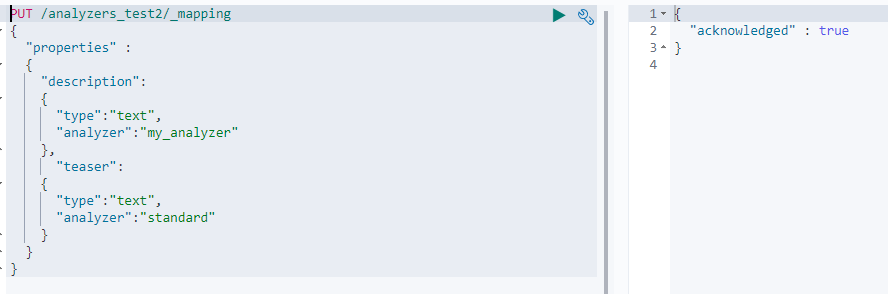 PUT /analyzers_test2/_mapping
{
  "properties" :
  {
    "description":
    {
      "type":"text",
      "analyzer":"my_analyzer"
    },
      "teaser":
    {
      "type":"text",
      "analyzer":"standard"
    }
  }
}
1 {
2   "acknowledged" : true
3 }
4